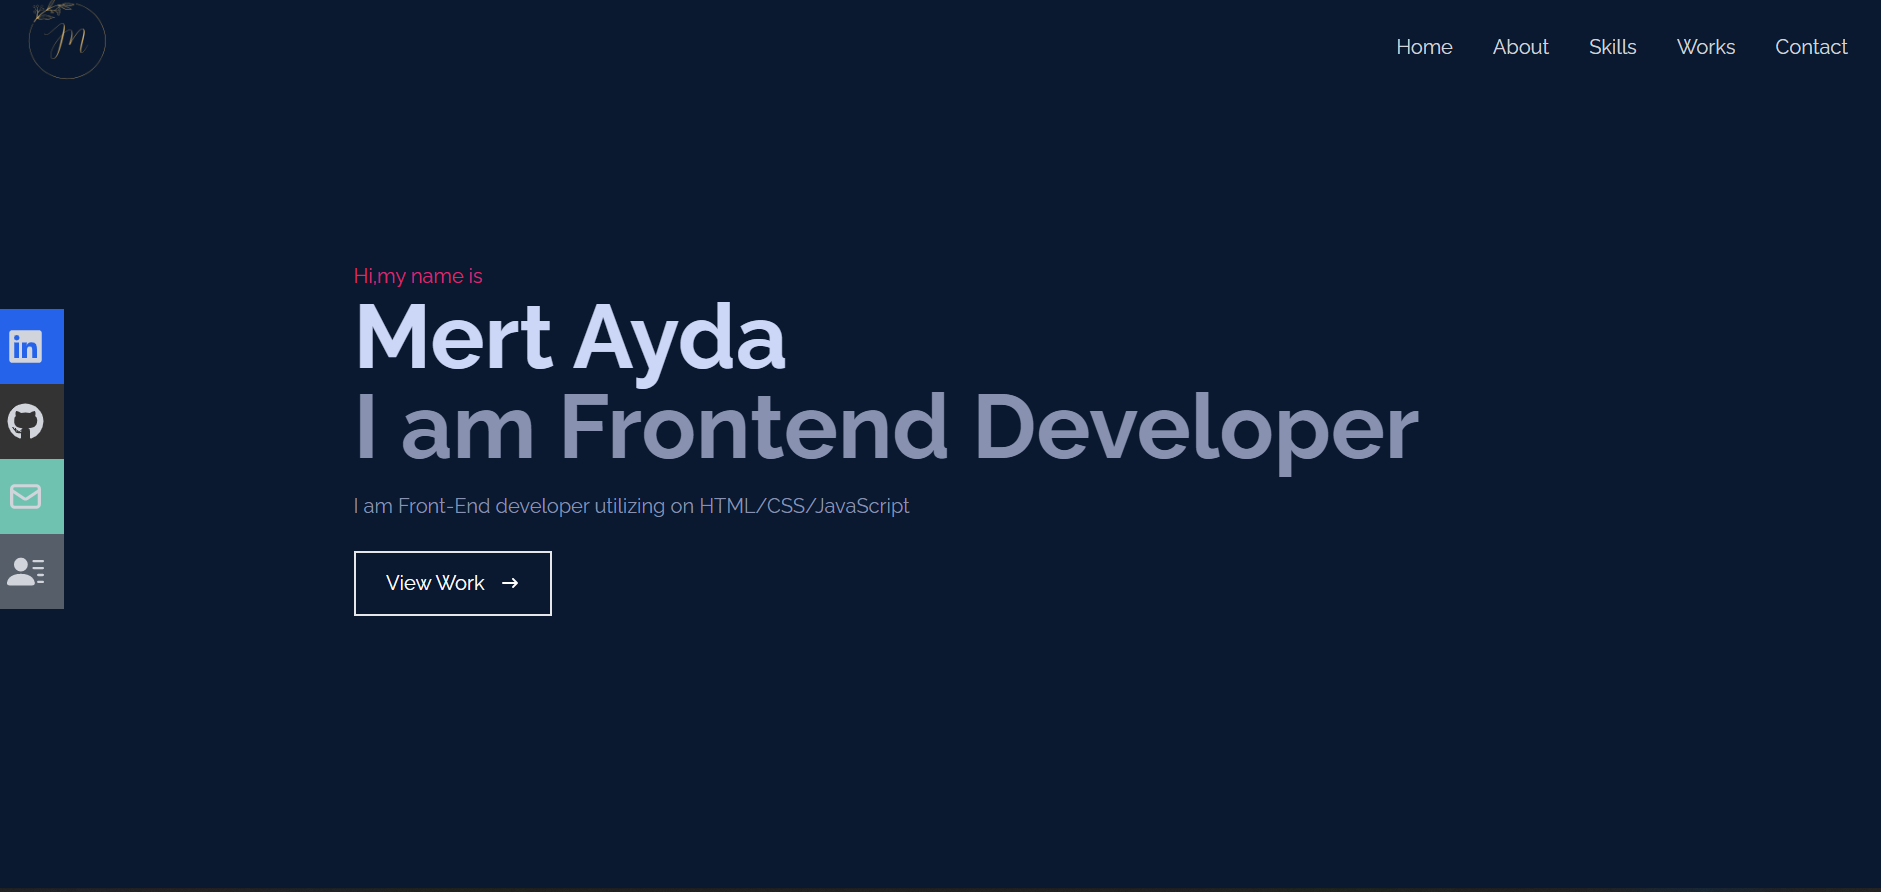 M
Home About Skills Works Contact
Hi,my name is
Mert Ayda
I am Frontend Developer
in
I am Front-End developer utilizing on HTML/CSS/JavaScript
View Work →